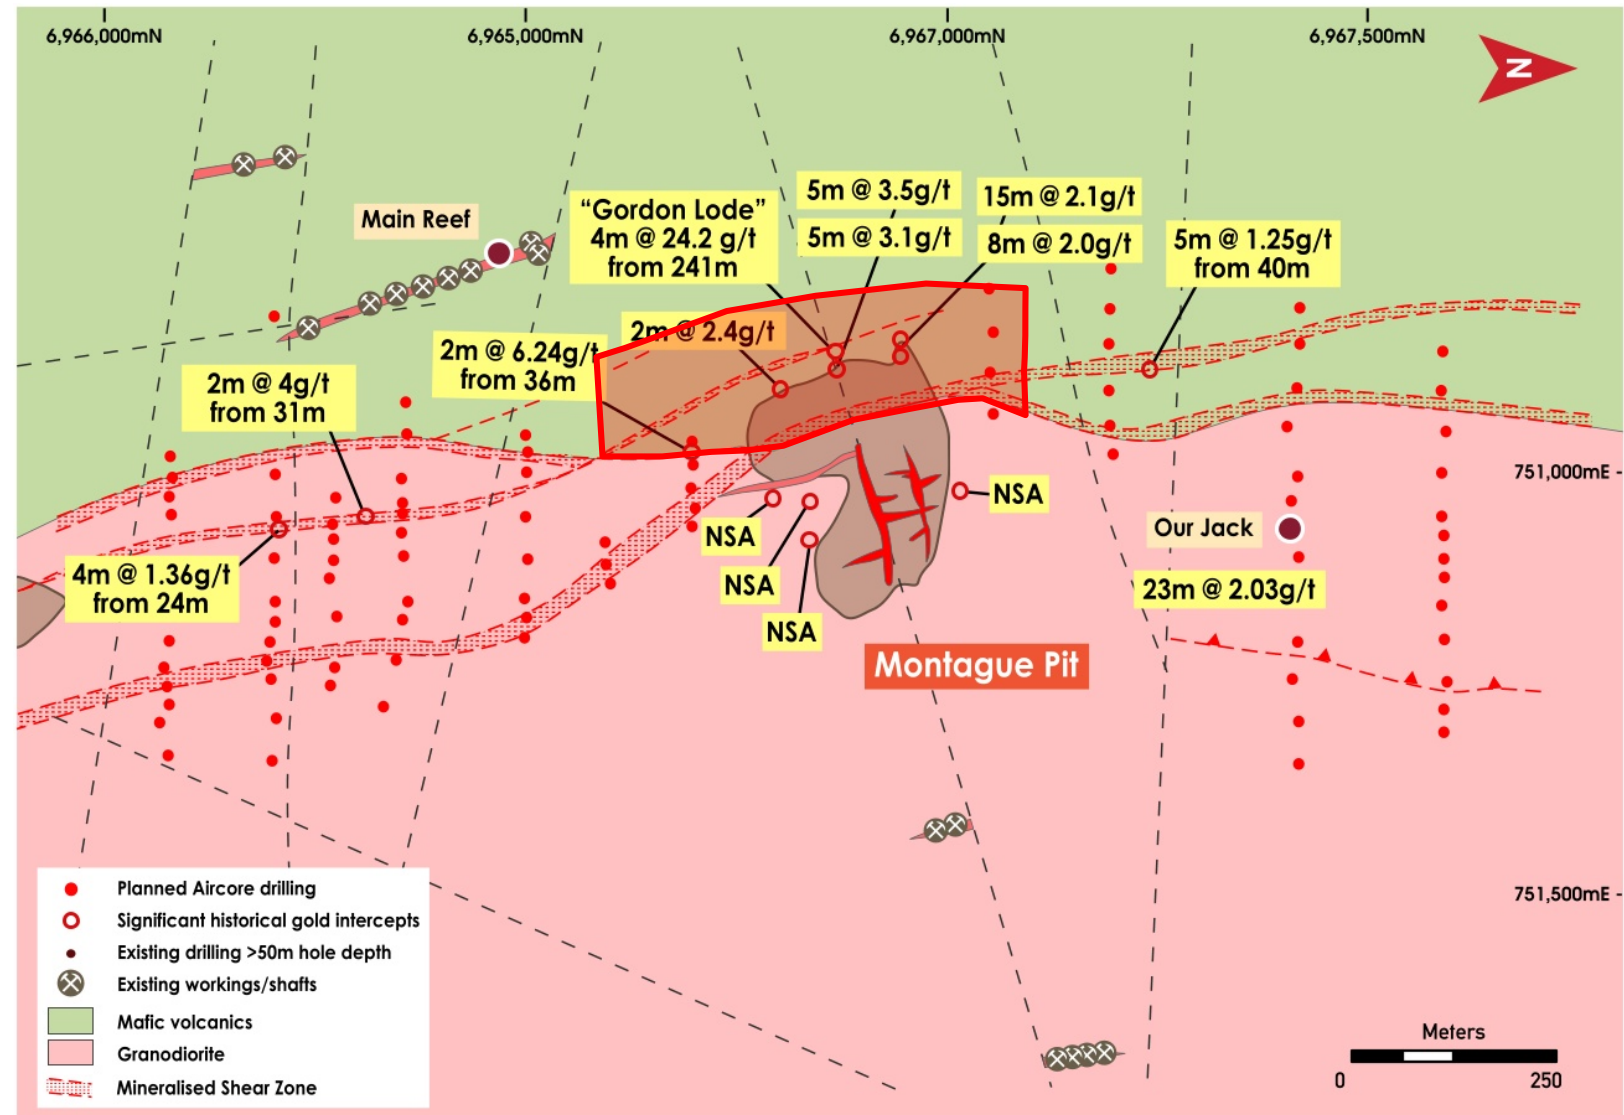 6,966,000mN
6,965,000mN
6,967,000mN
6,967,500mN
N
Main Reef
“Gordon Lode”
4m @ 24.2 g/t
from 241m
5m @ 3.5g/t
5m @ 3.1g/t
15m @ 2.1g/t
8m @ 2.0g/t
5m @ 1.25g/t
from 40m
2m @ 2.4g/t
2m @ 6.24g/t
from 36m
2m @ 4g/t
from 31m
4m @ 1.36g/t
from 24m
751,000mE
NSA
NSA
NSA
NSA
Our Jack
23m @ 2.03g/t
Montague Pit
751,500mE
Planned Aircore drilling
Significant historical gold intercepts
Existing drilling >50m hole depth
Existing workings/shafts
Mafic volcanics
Granodiorite
Mineralised Shear Zone
Meters
0 250